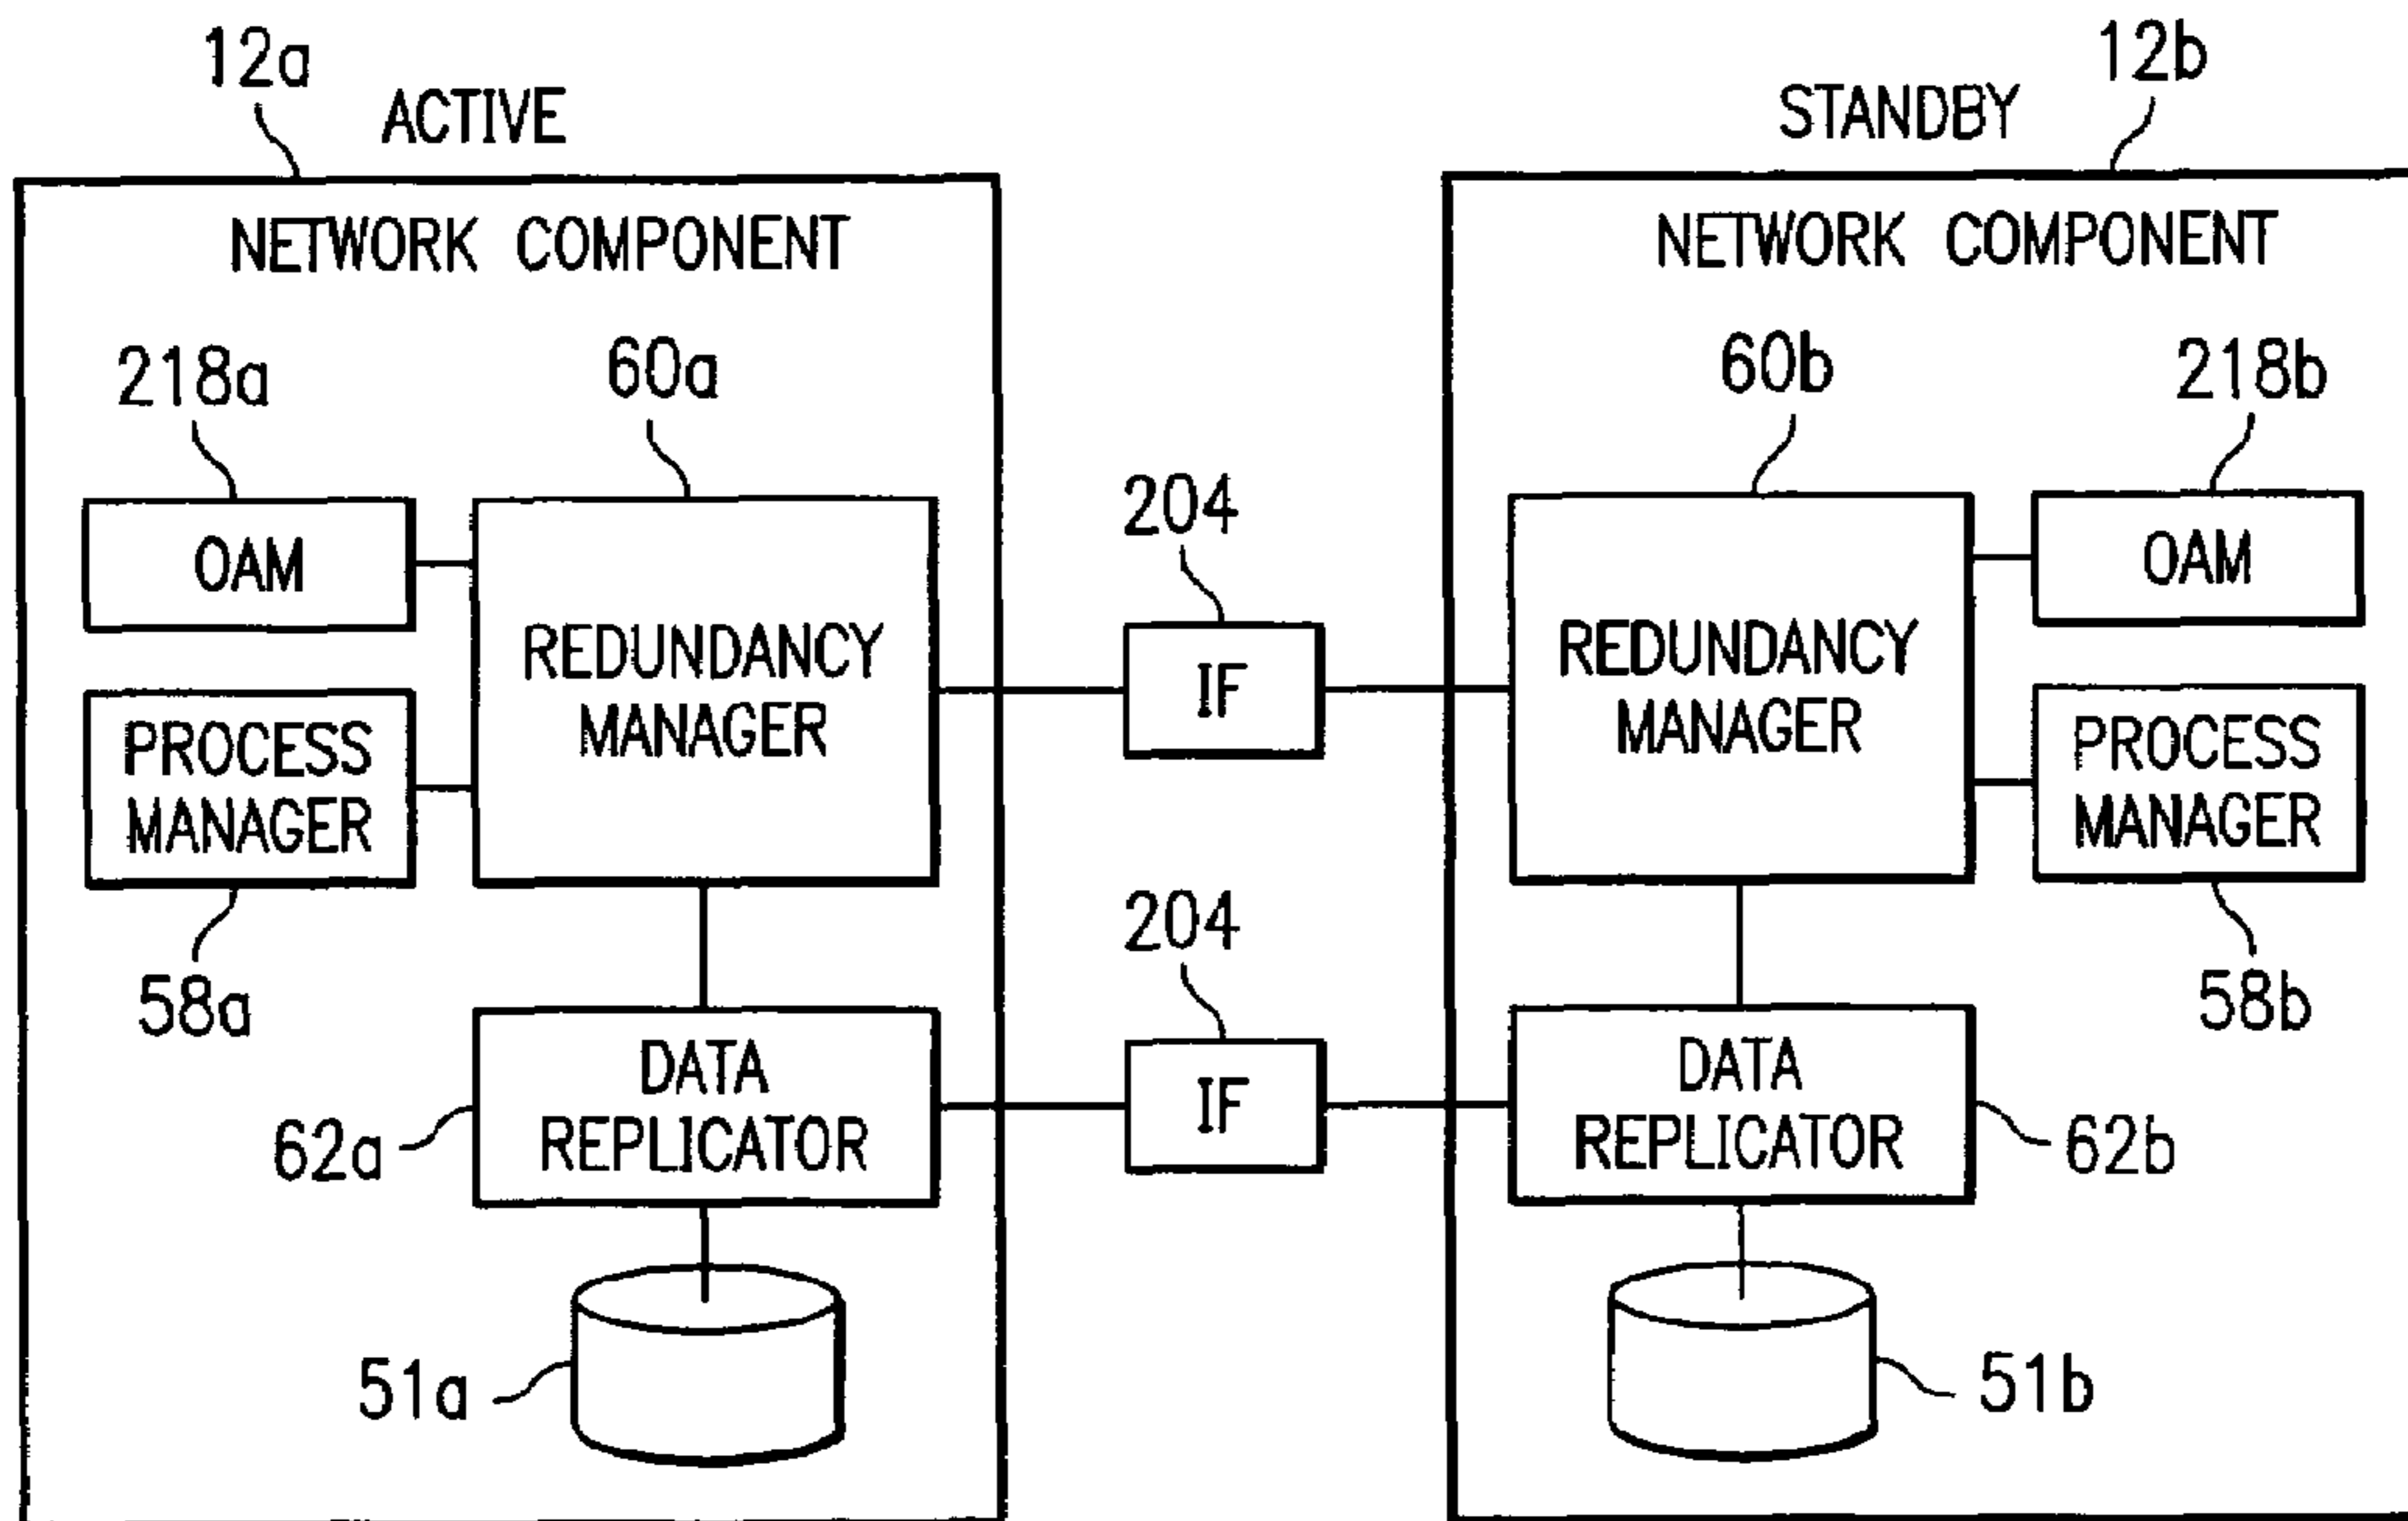 12a
ACTIVE
12b
STANDBY
NETWORK COMPONENT
NETWORK COMPONENT
218a
60a
60b
218b
204
OAM
REDUNDANCY
MANAGER
IF
REDUNDANCY
MANAGER
OAM
PROCESS
MANAGER
PROCESS
MANAGER
58a
204
58b
DATA
REPLICATOR
62a
IF
DATA
REPLICATOR
62b
51a
51b